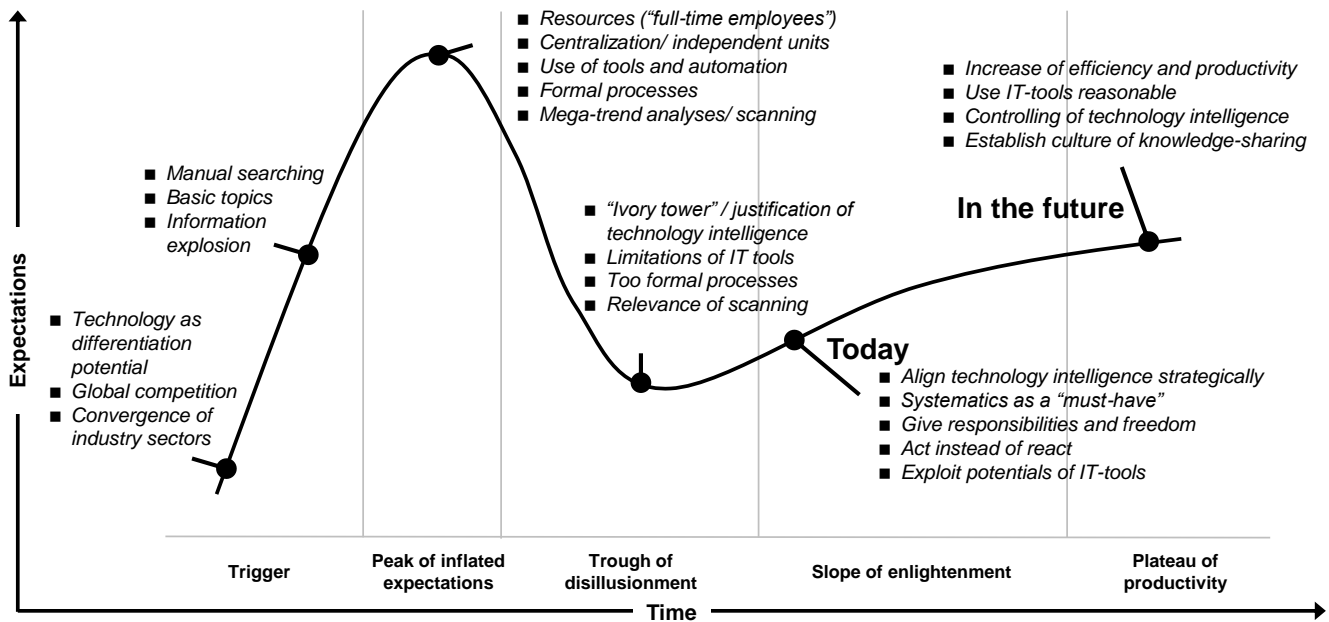 ■ Resources (“full-time employees”)
■ Centralization/ independent units
■ Use of tools and automation
■ Formal processes
■ Mega-trend analyses/ scanning
■ Increase of efficiency and productivity
■ Use IT-tools reasonable
■ Controlling of technology intelligence
■ Establish culture of knowledge-sharing
In the future
■ Manual searching
■ Basic topics
■ Information
explosion
■ “Ivory tower” / justification of
technology intelligence
■ Limitations of IT tools
■ Too formal processes
■ Relevance of scanning
■ Technology as
differentiation
potential
■ Global competition
■ Convergence of
industry sectors
Today
■ Align technology intelligence strategically
■ Systematics as a “must-have”
■ Give responsibilities and freedom
■ Act instead of react
■ Exploit potentials of IT-tools
Expectations
Trigger
Peak of inflated
expectations
Trough of
disillusionment
Slope of enlightenment
Plateau of
productivity
Time